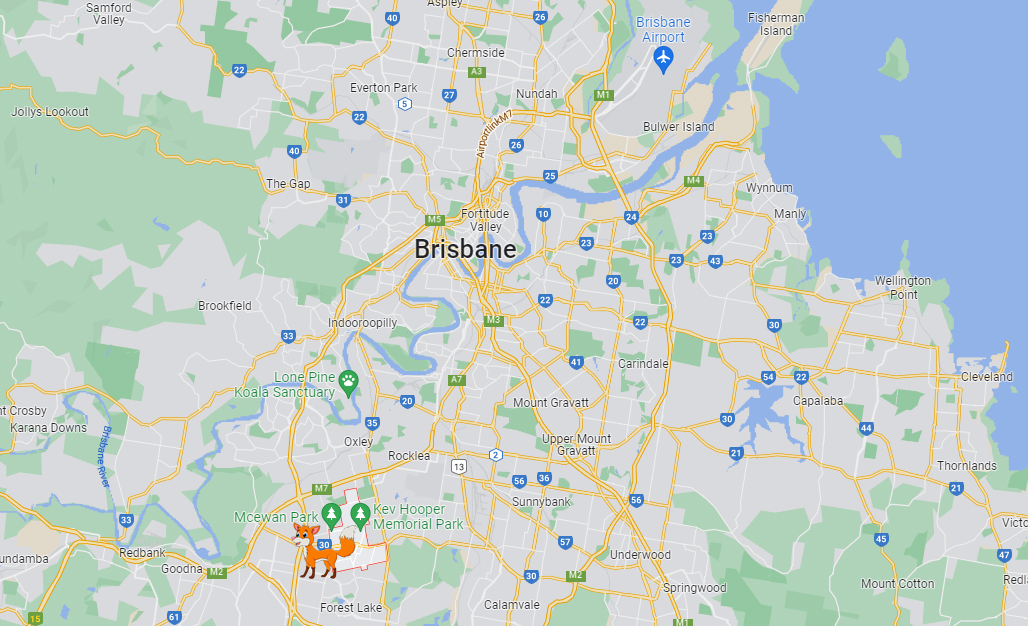 Samford
Valley
Aspley
40
26
Brisbane
Airport
Fisherman
Island
22
Chermside
A3
Everton Park
5
27
Nundah
M1
Jollys Lookout
22
AirportlinkM7
Bulwer Island
40
26
The Gap
25
M4
31
Wynnum
M5
Fortitude
Valley
10
24
Manly
Brisbane
23
23
23
43
20
Wellington
Point
Brookfield
22
Indooroopilly
M3
22
30
33
41
Carindale
Lone Pine
Koala Sanctuary
A7
54
22
Cleveland
nt Crosby
Karana Downs
20
Mount Gravatt
Capalaba
35
30
44
Oxley
Upper Mount
Gravatt
Brisbane River
Rocklea
2
13
21
Thornlands
56
36
M7
Sunnybank
56
21
Mcewan Park
Kev Hooper
Memorial Park
33
Victo
30
57
45
Redbank
undamba
Goodna
M2
Underwood
47
30
M2
Springwood
Mount Cotton
Redl
Forest Lake
Calamvale
15
61
M1